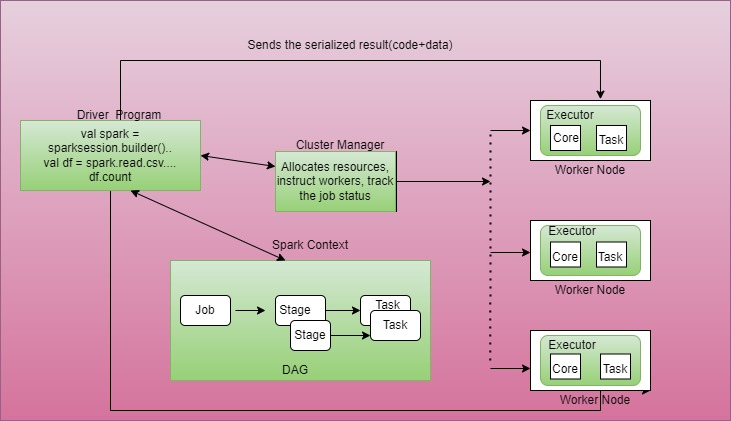 Sends the serialized result(code+data)
Driver Program
val spark =
sparksession.builder()..
val df = spark.read.csv....
df.count
Cluster Manager
Allocates resources,
instruct workers, track
the job status
Executor
Core
Task
Worker Node
Spark Context
Job
Stage
Task
Stage
Task
DAG
Executor
Core
Task
Worker Node
Executor
Core
Task
Worker Node